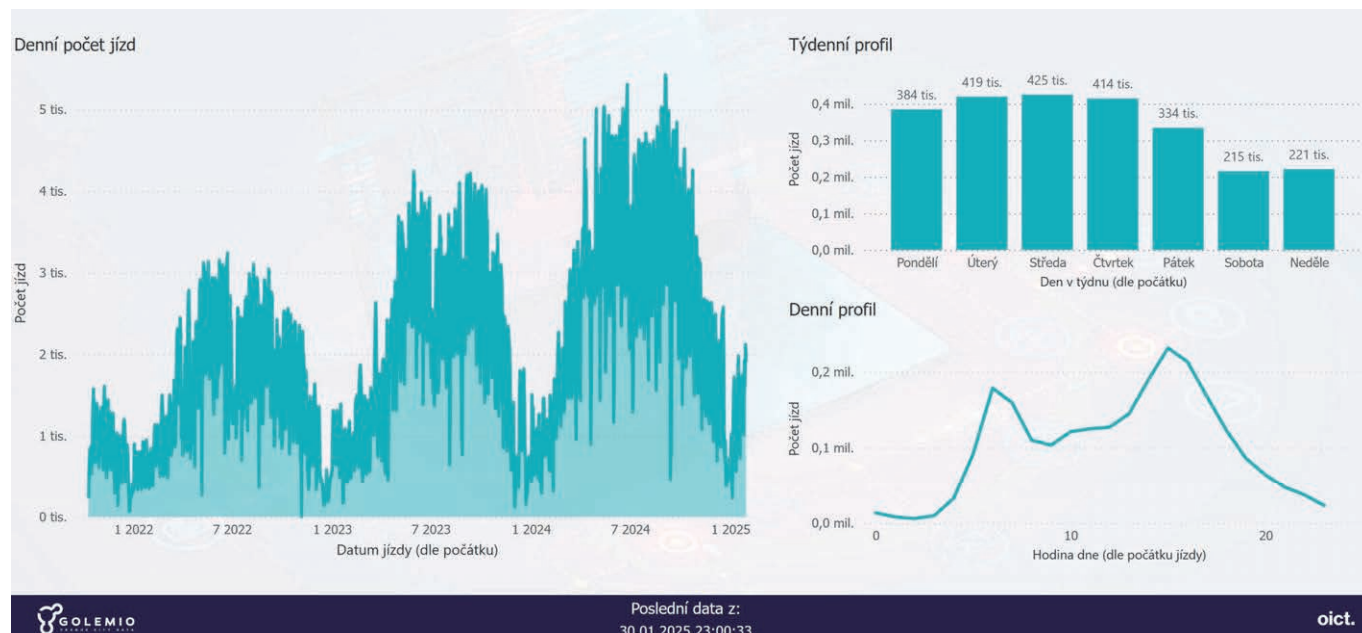 Denní počet jízd
5 tis.
4 tis.
3 tis.
2 tis.
1 tis.
0 tis.
Počet jízd
1 2022
7 2022
1 2023
7 2023
1 2024
7 2024
1 2025
Datum jízdy (dle počátku)
Týdenní profil
0,4 mil.
0,3 mil.
0,2 mil.
0,1 mil.
0,0 mil.
Počet jízd
384 tis.
419 tis.
425 tis.
414 tis.
334 tis.
215 tis.
221 tis.
Pondělí
Úterý
Středa
Čtvrtek
Pátek
Sobota
Neděle
Den v týdnu (dle počátku)
Denní profil
0,2 mil.
0,1 mil.
0,0 mil.
Počet jízd
0
10
20
Hodina dne (dle počátku jízdy)
GOLEMIO
PRAGUE CITY DATA
Poslední data z:
30.01.2025 23:00:33
oict.